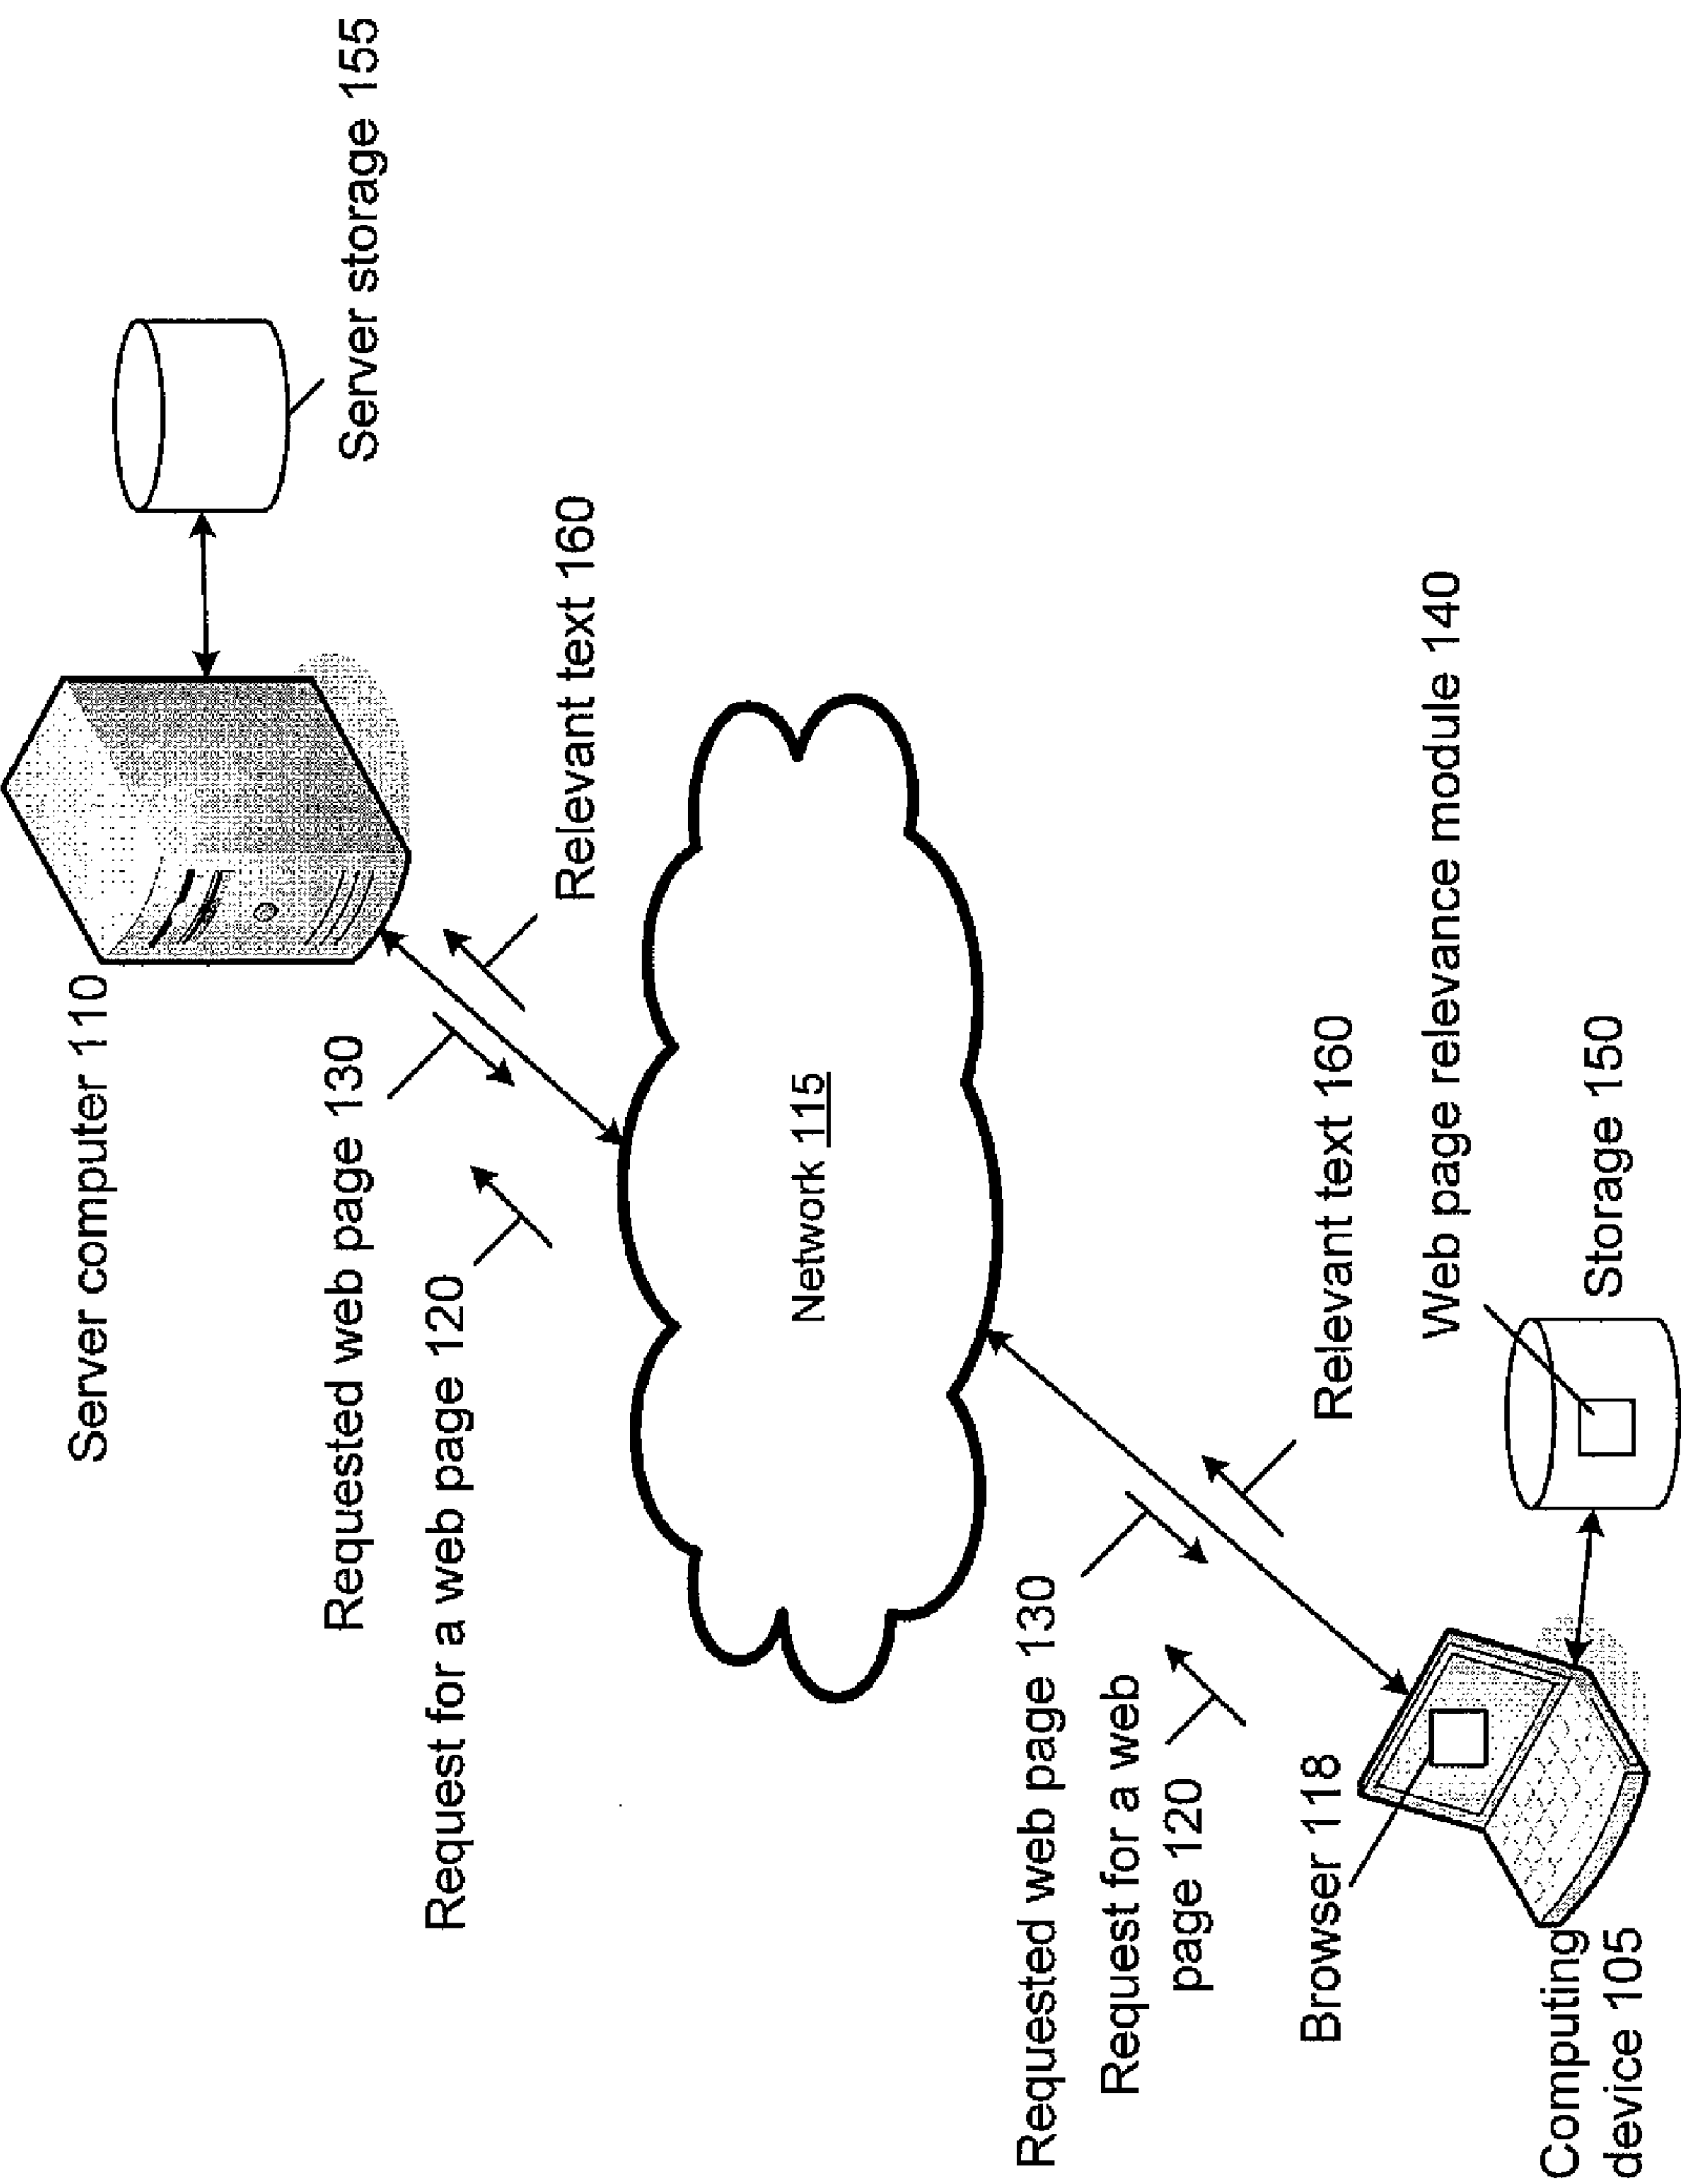 Server computer 110
Server storage 155
Requested web page 130
Request for a web page 120
Relevant text 160
Network 115
Requested web page 130
Request for a web
page 120
Relevant text 160
Browser 118
Web page relevance module 140
Computing
device 105
Storage 150